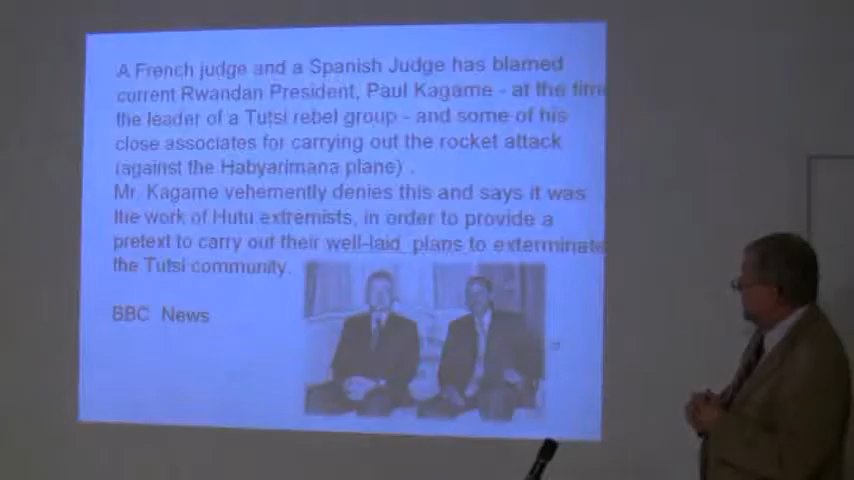 A French judge and a Spanish Judge has blamed
current Rwandan President, Paul Kagame - at the time
the leader of a Tutsi rebel group - and some of his
close associates for carrying out the rocket attack
(against the Habyarimana plane) .
Mr. Kagame vehemently denies this and says it was
the work of Hutu extremists, in order to provide a
pretext to carry out their well-laid plans to exterminate
the Tutsi community.
BBC News